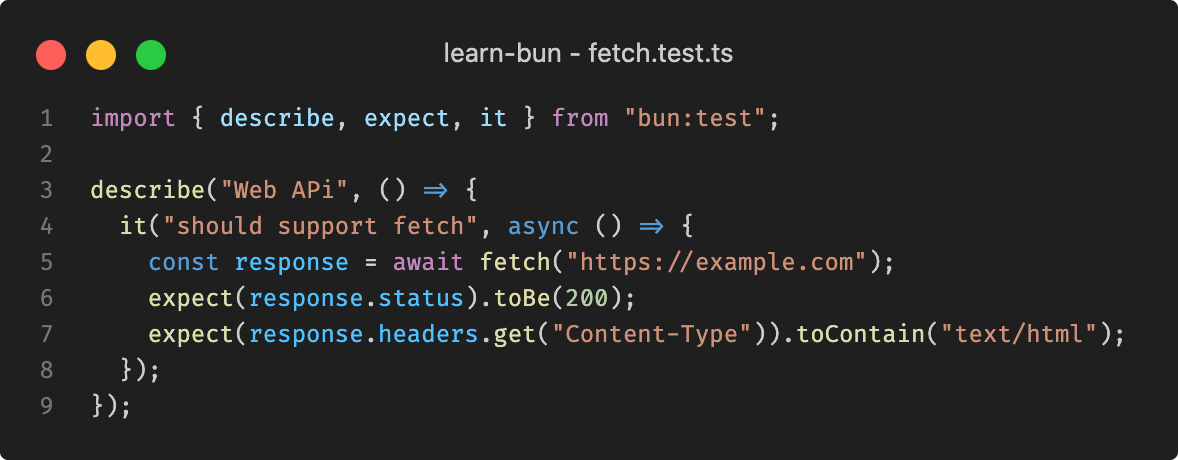 learn-bun - fetch.test.ts
1 import { describe, expect, it } from "bun:test";
2
3 describe("Web APi", () => {
4   it("should support fetch", async () => {
5     const response = await fetch("https://example.com");
6     expect(response.status).toBe(200);
7     expect(response.headers.get("Content-Type")).toContain("text/html");
8   });
9 });